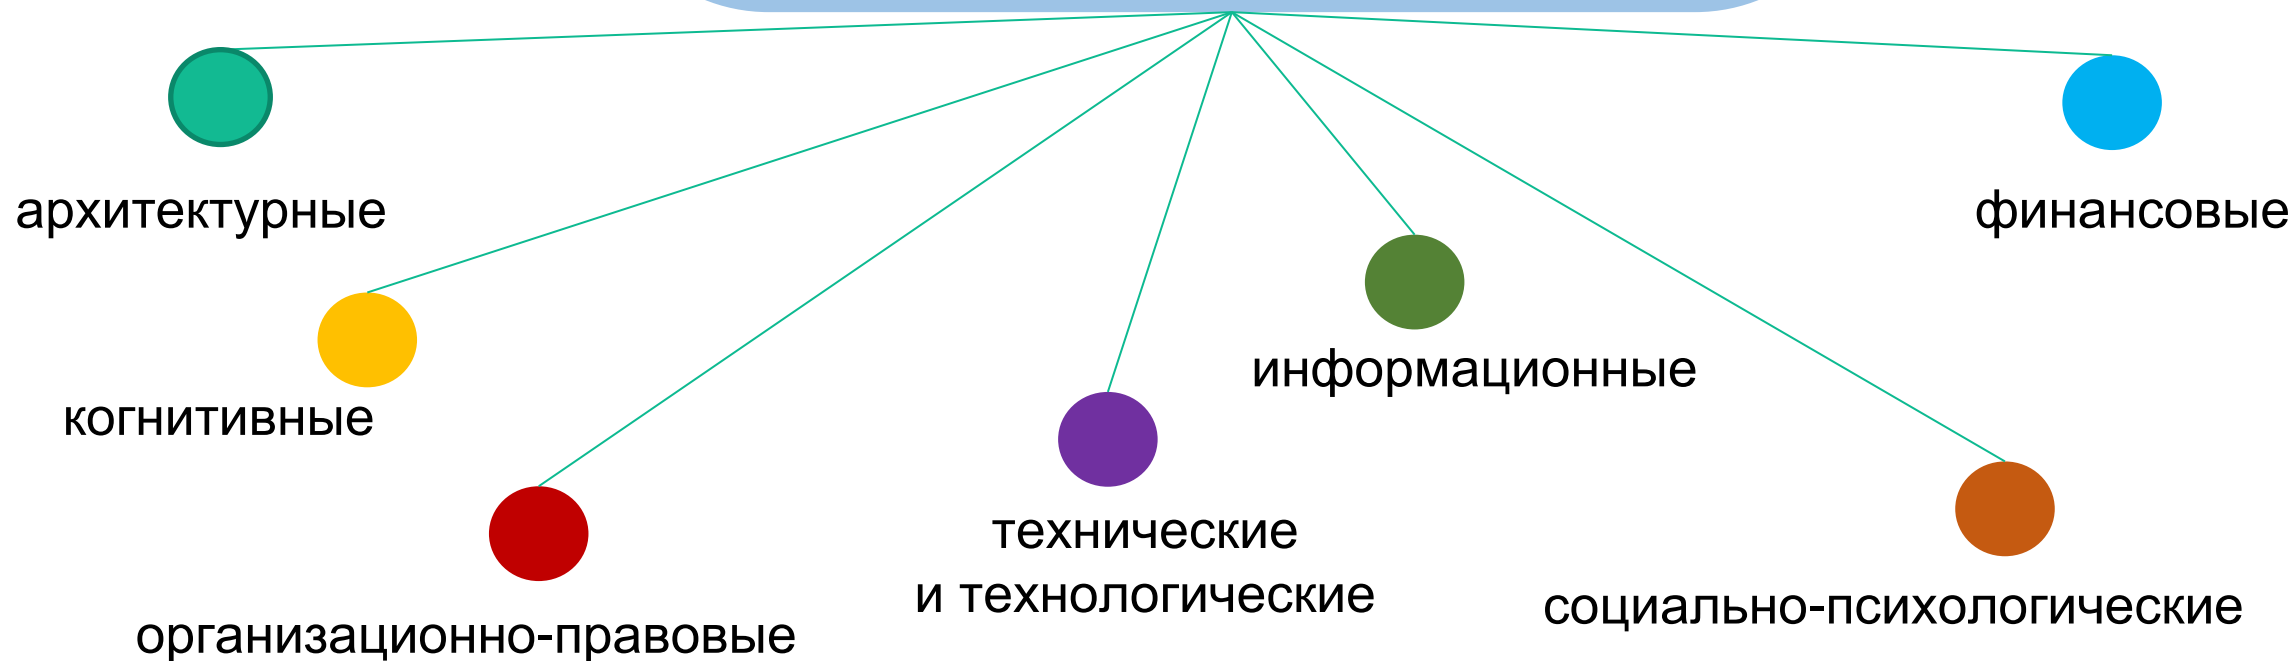 архитектурные
финансовые
информационные
когнитивные
технические
и технологические
социально-психологические
организационно-правовые